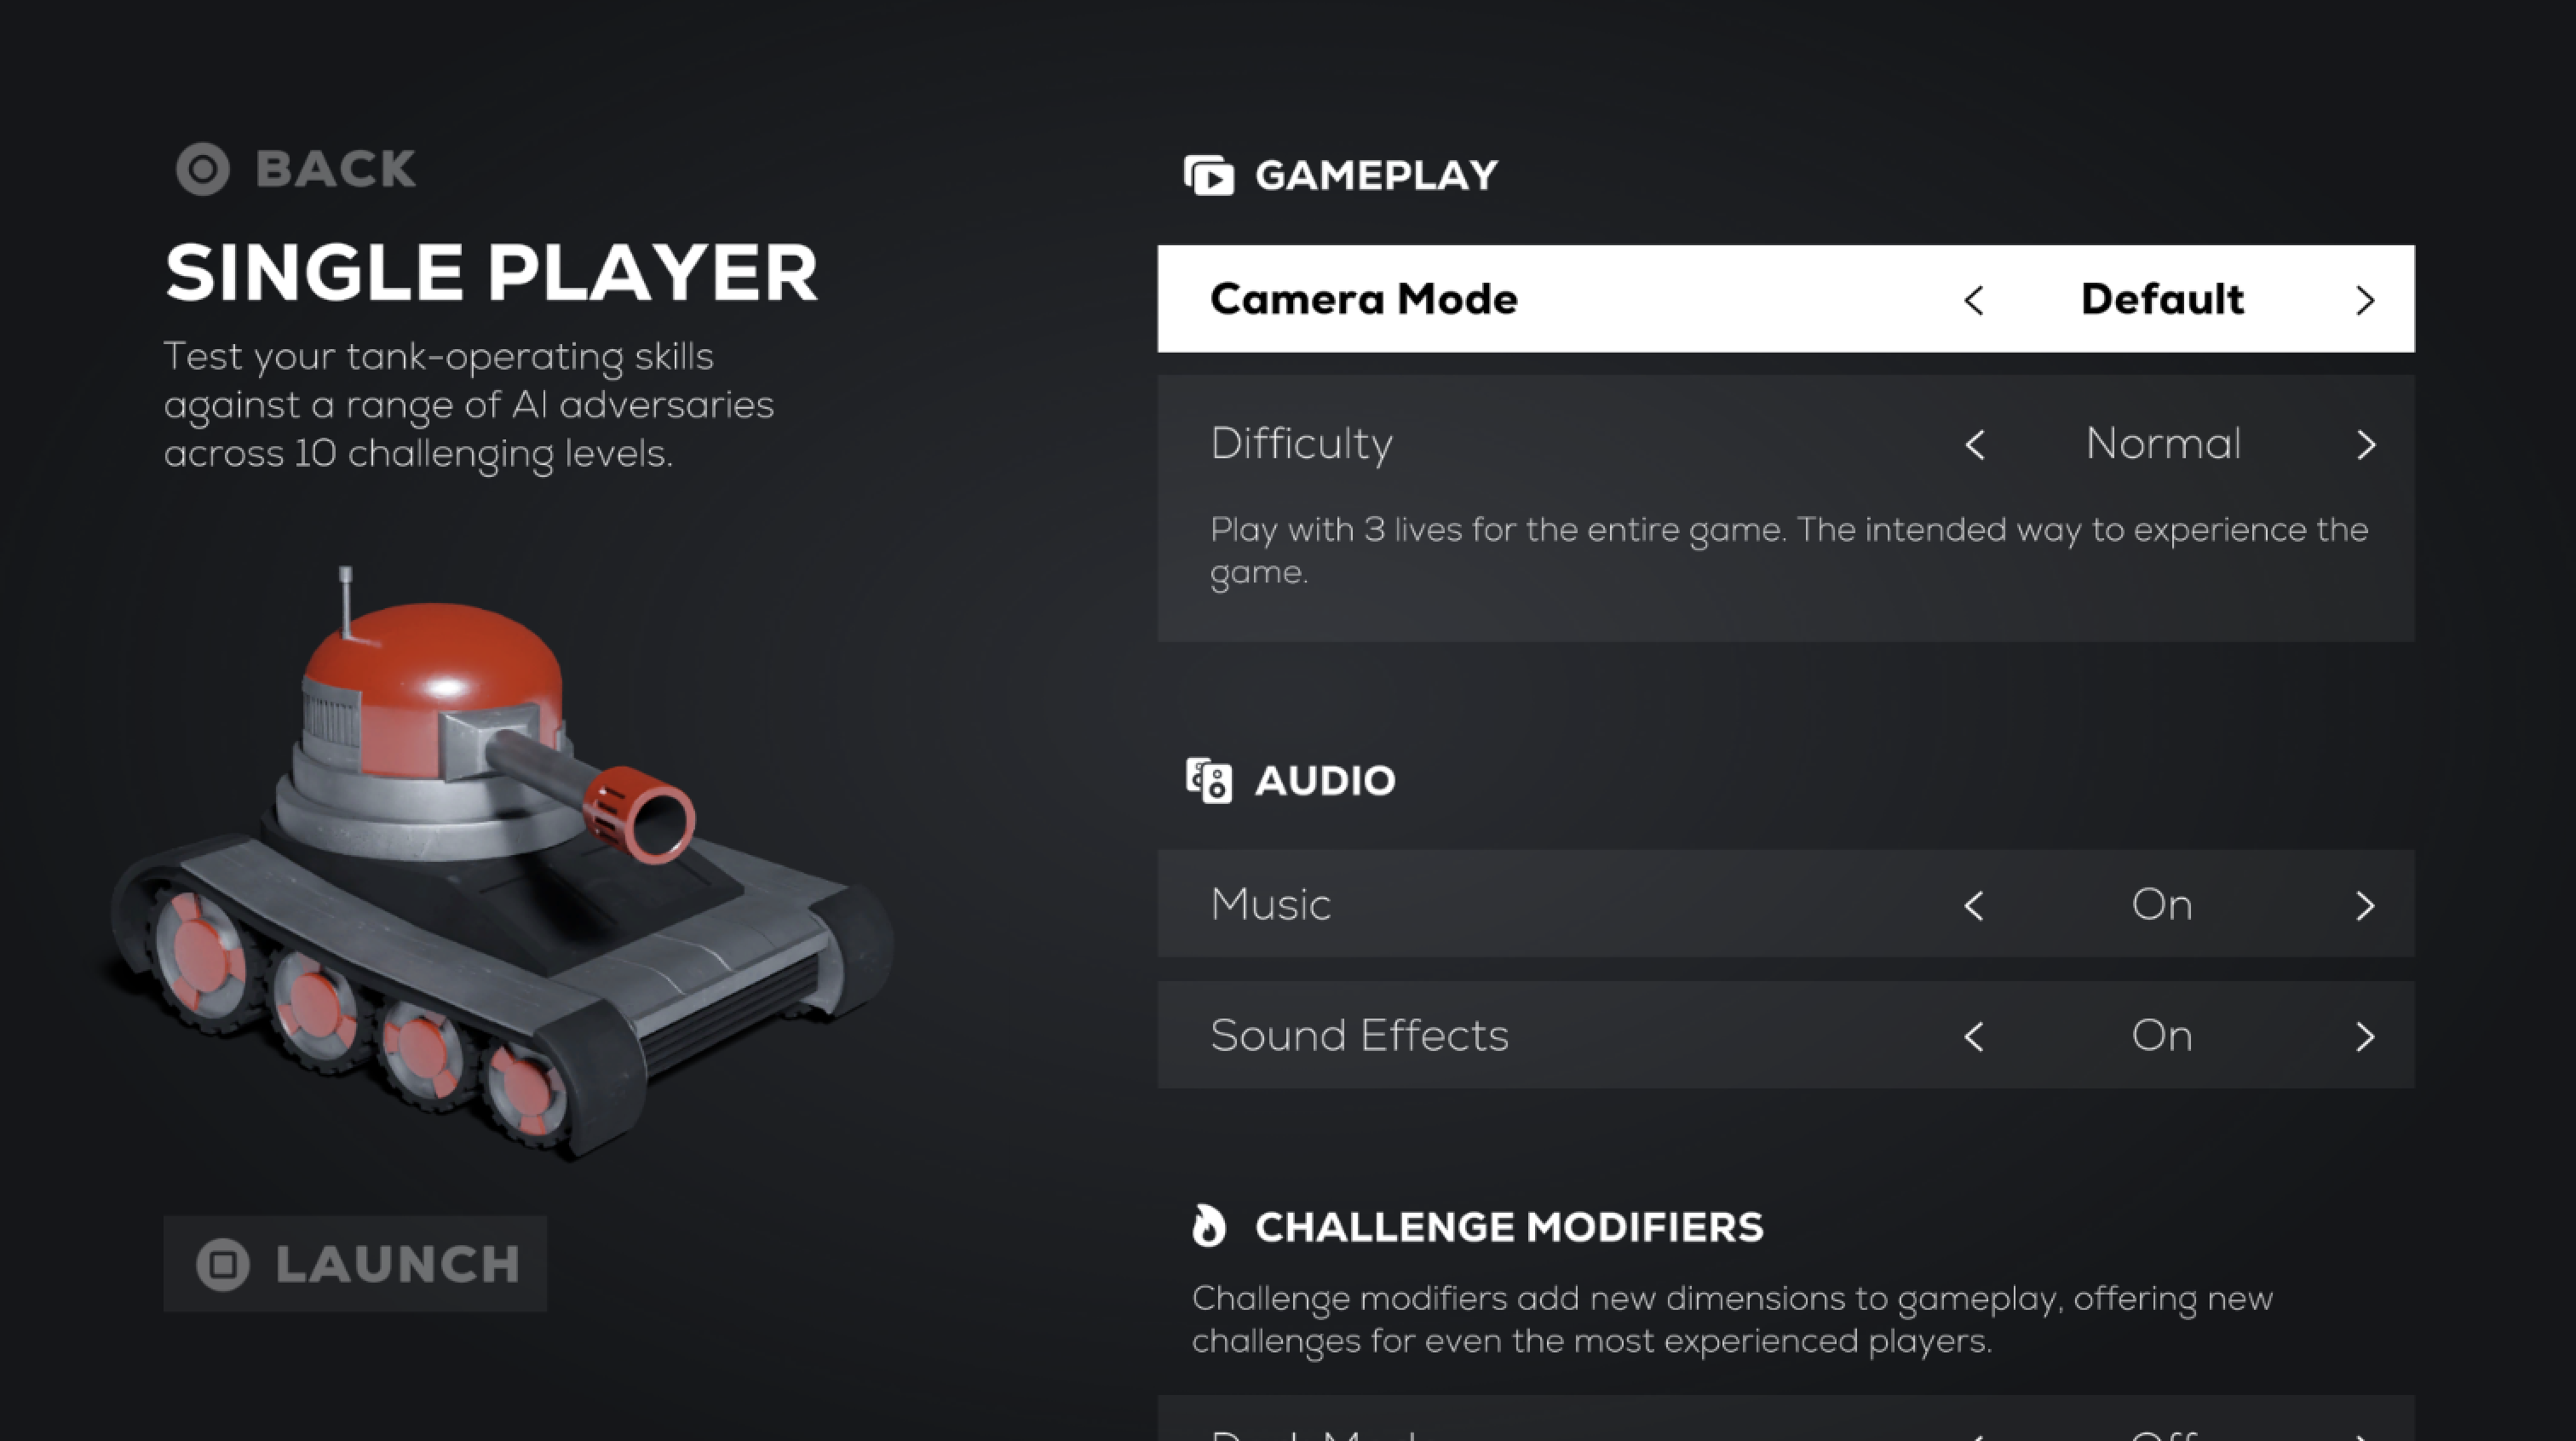 BACK
SINGLE PLAYER
Test your tank-operating skills
against a range of AI adversaries
across 10 challenging levels.
LAUNCH
GAMEPLAY
Camera Mode < Default >
Difficulty < Normal >
Play with 3 lives for the entire game. The intended way to experience the
game.
AUDIO
Music < On >
Sound Effects < On >
CHALLENGE MODIFIERS
Challenge modifiers add new dimensions to gameplay, offering new
challenges for even the most experienced players.
Off